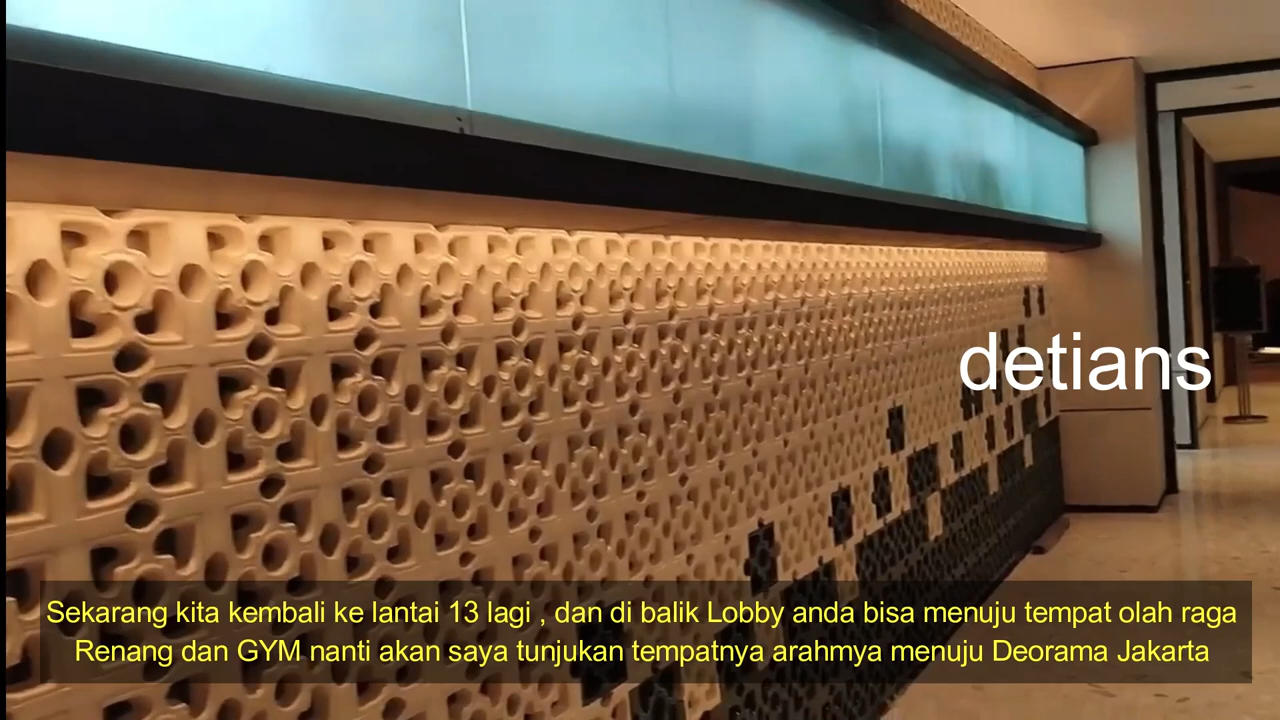 detians
Sekarang kita kembali ke lantai 13 lagi , dan di balik Lobby anda bisa menuju tempat olah raga
Renang dan GYM nanti akan saya tunjukan tempatnya arahmya menuju Deorama Jakarta